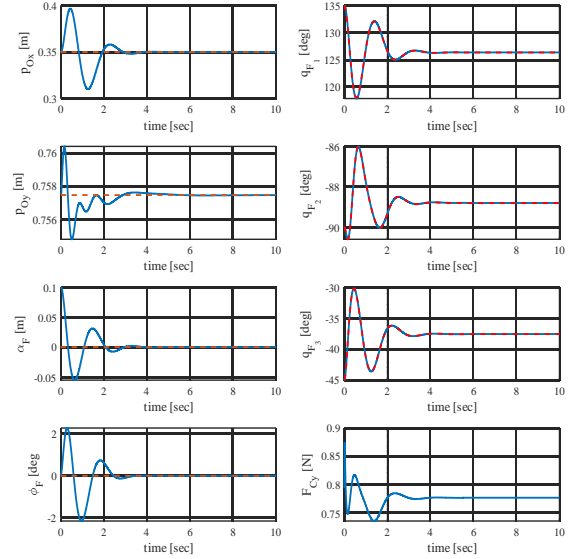 0.4
0.35
0.3
p_Ox [m]
0 2 4 6 8 10
time [sec]
135
130
125
120
q_F_1 [deg]
0 2 4 6 8 10
time [sec]
0.76
0.758
0.756
p_Oy [m]
0 2 4 6 8 10
time [sec]
-86
-88
-90
q_F_2 [deg]
0 2 4 6 8 10
time [sec]
0.10
0.05
0
-0.05
α_F [m]
0 2 4 6 8 10
time [sec]
-30
-35
-40
-45
q_F_3 [deg]
0 2 4 6 8 10
time [sec]
2
0
-2
ϕ_F [deg
0 2 4 6 8 10
time [sec]
0.9
0.85
0.8
0.75
F_Cy [N]
0 2 4 6 8 10
time [sec]